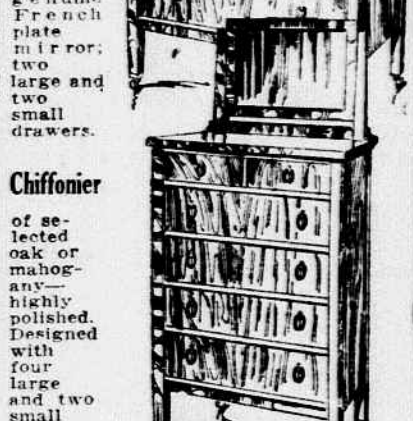 genuine
French
plate
mirror;
two
large and
two
small
drawers.
Chiffonier
of se-
lected
oak or
mahog-
any—
highly
polished.
Designed
with
four
large
and two
small